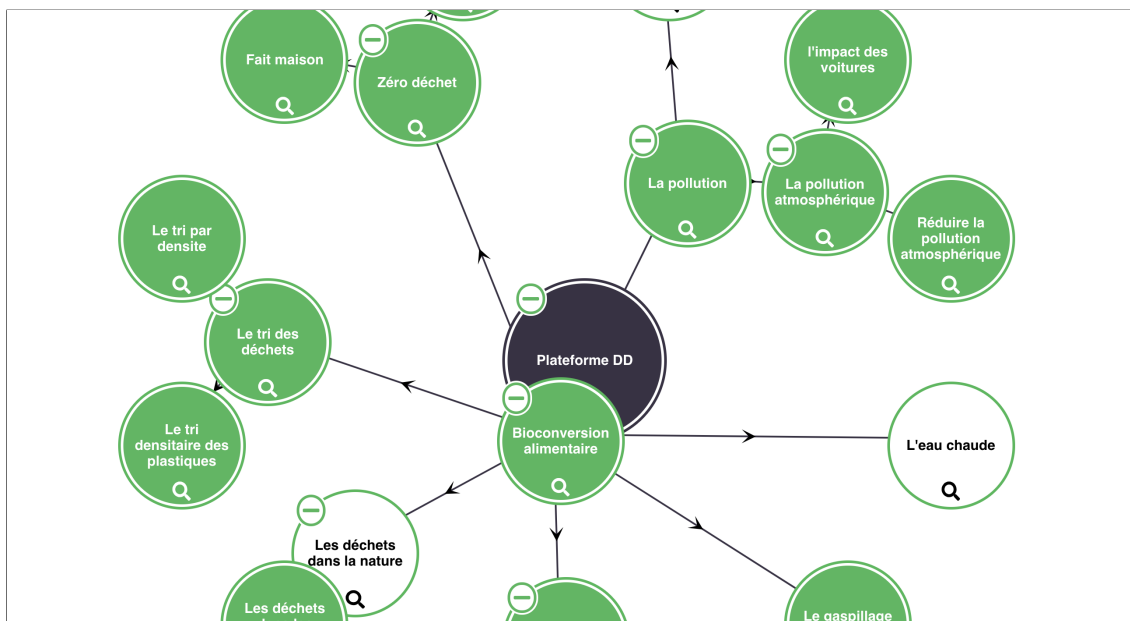 Fait maison
Zéro déchet
l'impact des
voitures
La pollution
La pollution
atmosphérique
Réduire la
pollution
atmosphérique
Le tri par
densite
Le tri des
déchets
Plateforme DD
Le tri
densitaire des
plastiques
Bioconversion
alimentaire
L'eau chaude
Les déchets
dans la nature
Les déchets
Le gaspillage